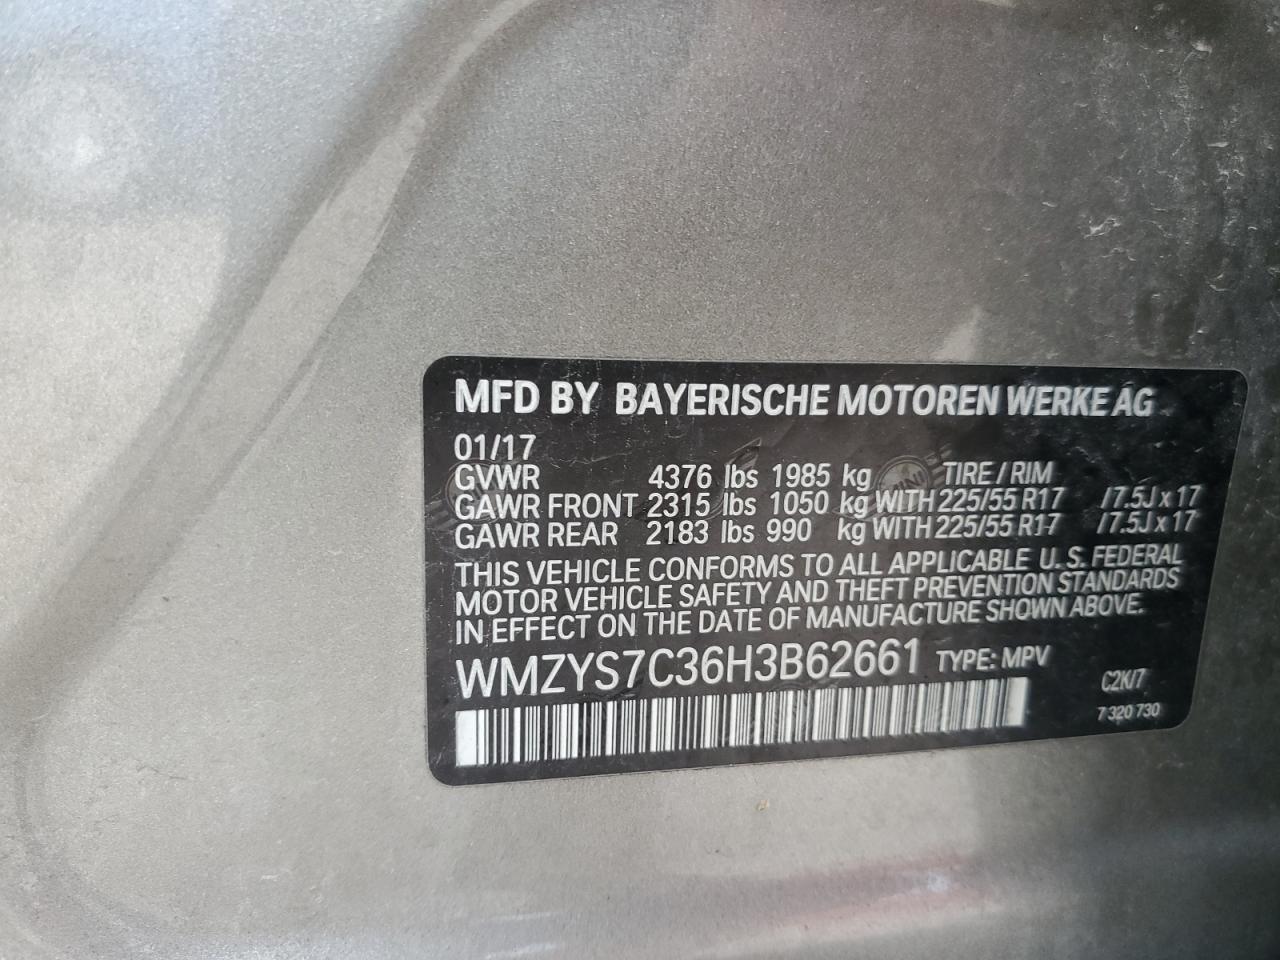 MFD BY BAYERISCHE MOTOREN WERKE AG
01/17
GVWR 4376 lbs 1985 kg TIRE / RIM
GAWR FRONT 2315 lbs 1050 kg WITH 225/55 R17 /7.5J x 17
GAWR REAR 2183 lbs 990 kg WITH 225/55 R17 /7.5J x 17
THIS VEHICLE CONFORMS TO ALL APPLICABLE U.S. FEDERAL
MOTOR VEHICLE SAFETY AND THEFT PREVENTION STANDARDS
IN EFFECT ON THE DATE OF MANUFACTURE SHOWN ABOVE.
WMZYS7C36H3B62661 TYPE: MPV
C2K/7
7 320 730
MINI